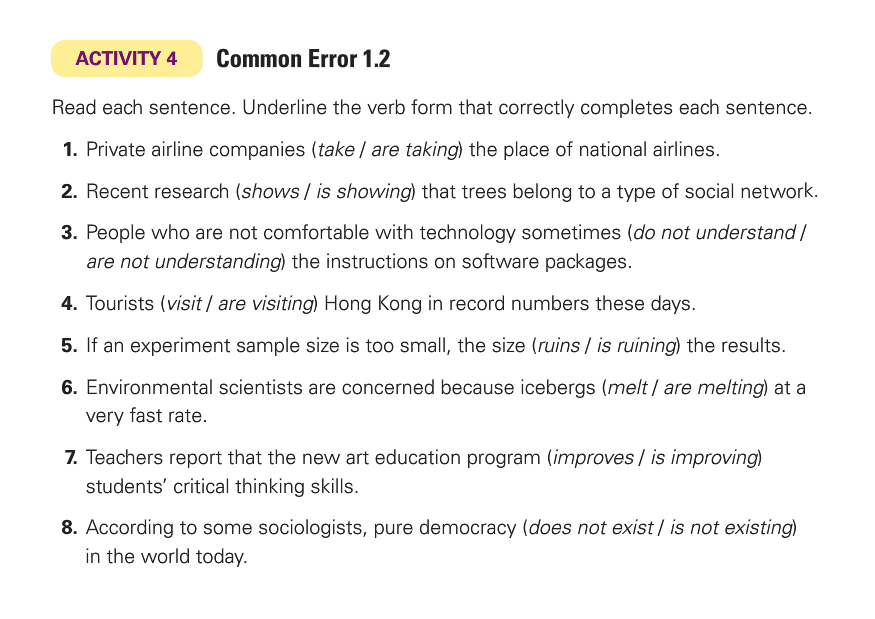 ACTIVITY 4 Common Error 1.2
Read each sentence. Underline the verb form that correctly completes each sentence.
1. Private airline companies (take / are taking) the place of national airlines.
2. Recent research (shows / is showing) that trees belong to a type of social network.
3. People who are not comfortable with technology sometimes (do not understand /
are not understanding) the instructions on software packages.
4. Tourists (visit / are visiting) Hong Kong in record numbers these days.
5. If an experiment sample size is too small, the size (ruins / is ruining) the results.
6. Environmental scientists are concerned because icebergs (melt / are melting) at a
very fast rate.
7. Teachers report that the new art education program (improves / is improving)
students’ critical thinking skills.
8. According to some sociologists, pure democracy (does not exist / is not existing)
in the world today.